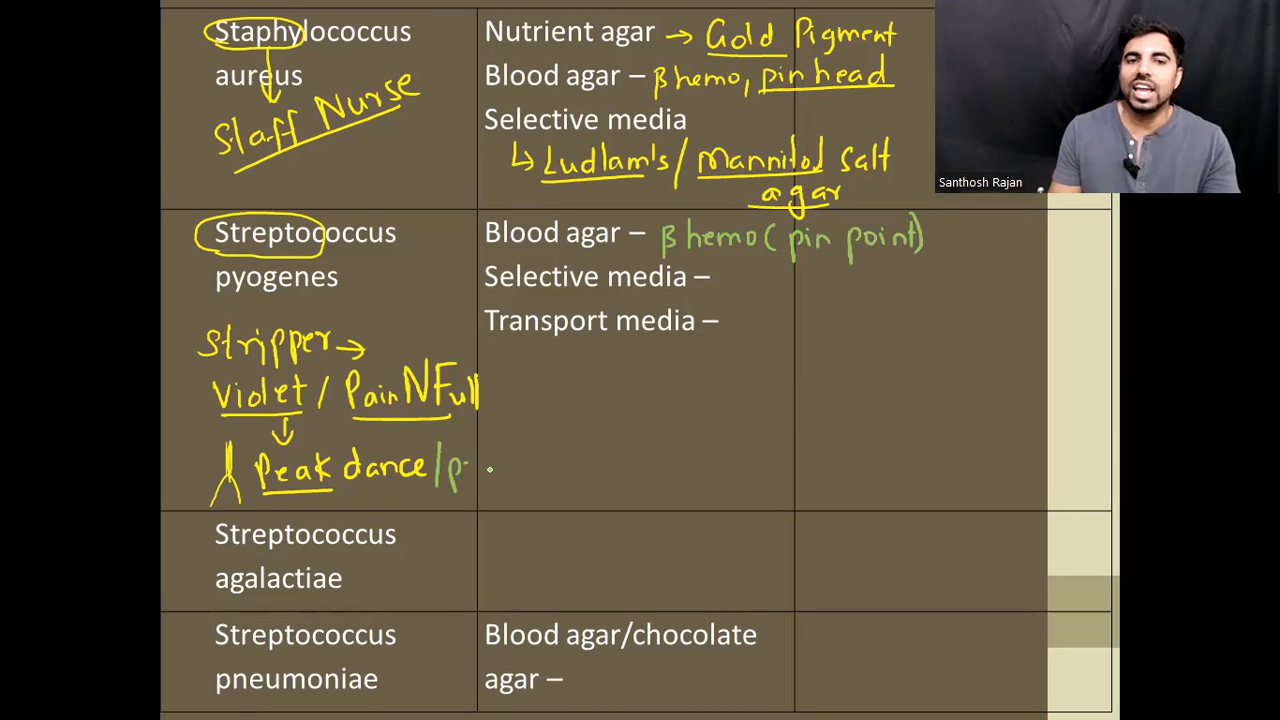 Staphylococcus
aureus
Staff Nurse
Nutrient agar → Gold Pigment
Blood agar – β hemo, pin head
Selective media
↳ Ludlam's / Mannitol Salt
agar
Santhosh Rajan
Streptococcus
pyogenes
Stripper →
Violet / PainNFull
Peak dance / p
Blood agar – β hemo (pin point)
Selective media –
Transport media –
Streptococcus
agalactiae
Streptococcus
pneumoniae
Blood agar/chocolate
agar –